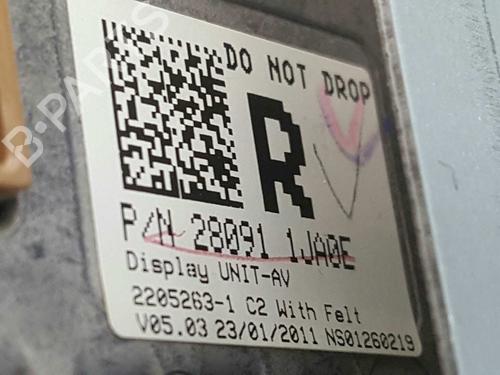 DO NOT DROP
R
P/N 28091 1JA0E
Display UNIT-AV
2205263-1 C2 With Felt
V05.03 23/01/2011 NS01260219
B-PARTS